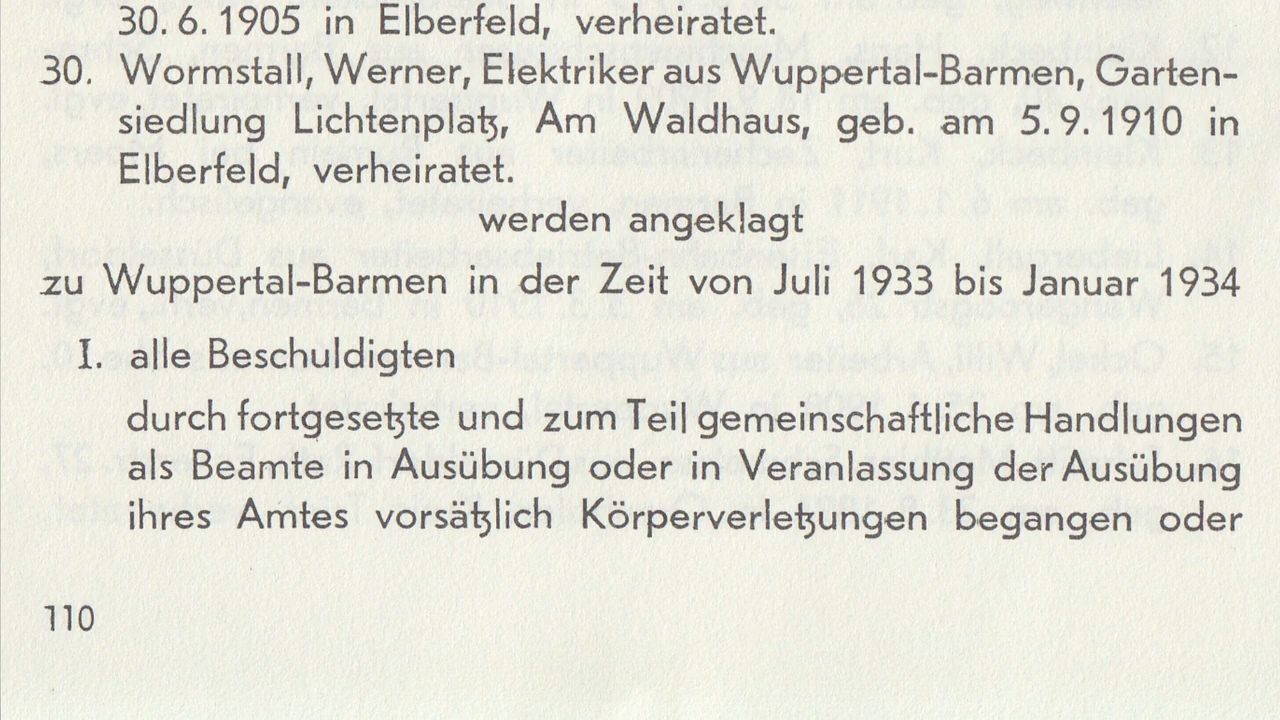 30. 6. 1905 in Elberfeld, verheiratet.
30. Wormstall, Werner, Elektriker aus Wuppertal-Barmen, Garten-
siedlung Lichtenplatz, Am Waldhaus, geb. am 5. 9. 1910 in
Elberfeld, verheiratet.
werden angeklagt
zu Wuppertal-Barmen in der Zeit von Juli 1933 bis Januar 1934
I. alle Beschuldigten
durch fortgesetzte und zum Teil gemeinschaftliche Handlungen
als Beamte in Ausübung oder in Veranlassung der Ausübung
ihres Amtes vorsätzlich Körperverletzungen begangen oder
110